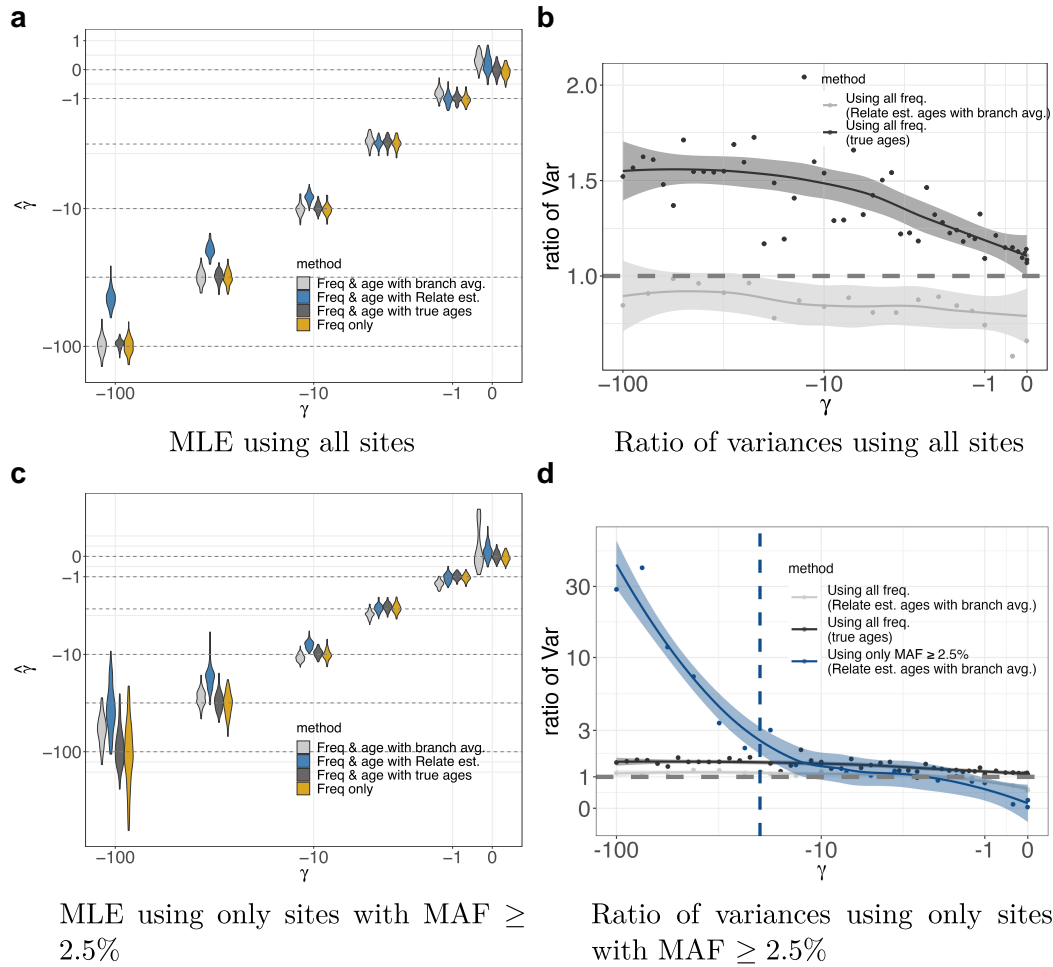 a
1
0
−1
−10
−100
γ̂
method
Freq & age with branch avg.
Freq & age with Relate est.
Freq & age with true ages
Freq only
−100
−10
−1
0
γ
MLE using all sites
b
2.0
1.5
1.0
ratio of Var
method
Using all freq.
(Relate est. ages with branch avg.)
Using all freq.
(true ages)
−100
−10
−1
0
γ
Ratio of variances using all sites
c
0
−1
−10
−100
γ̂
method
Freq & age with branch avg.
Freq & age with Relate est.
Freq & age with true ages
Freq only
−100
−10
−1
0
γ
MLE using only sites with MAF ≥
2.5%
d
30
10
3
1
0
ratio of Var
method
Using all freq.
(Relate est. ages with branch avg.)
Using all freq.
(true ages)
Using only MAF ≥ 2.5%
(Relate est. ages with branch avg.)
-100
-10
-1
0
γ
Ratio of variances using only sites
with MAF ≥ 2.5%